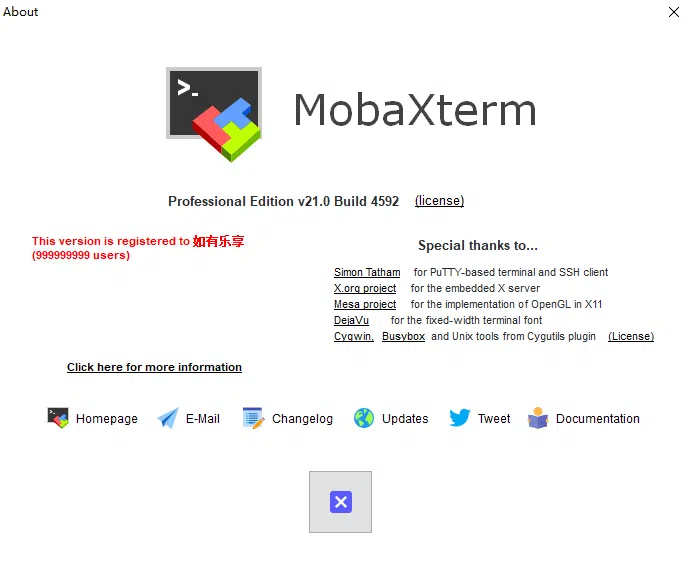 About
>_
MobaXterm
Professional Edition v21.0 Build 4592 (license)
This version is registered to 如有乐享
(999999999 users)
Special thanks to...
Simon Tatham for PuTTY-based terminal and SSH client
X.org project for the embedded X server
Mesa project for the implementation of OpenGL in X11
DejaVu for the fixed-width terminal font
Cygwin, Busybox and Unix tools from Cygutils plugin (License)
Click here for more information
Homepage E-Mail Changelog Updates Tweet Documentation